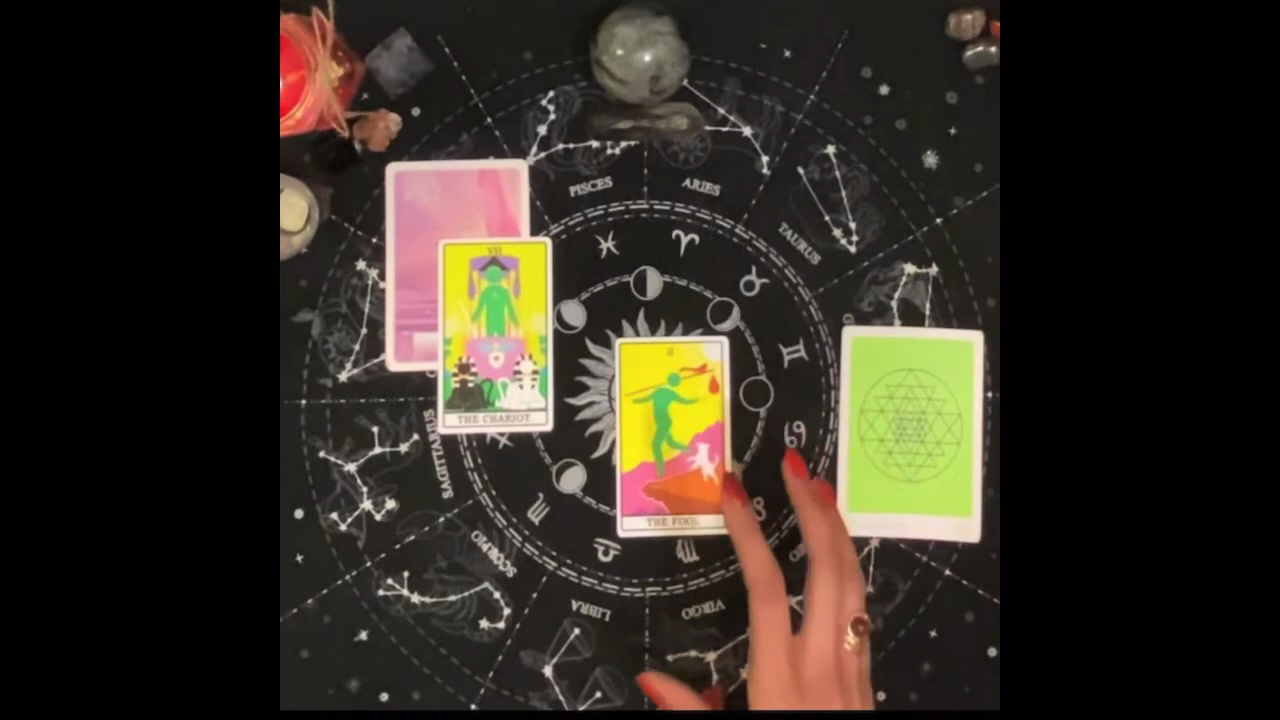 PISCES
ARIES
TAURUS
VII
THE CHARIOT.
0
THE FOOL.
SAGITTARIUS
SCORPIO
LIBRA
VIRGO